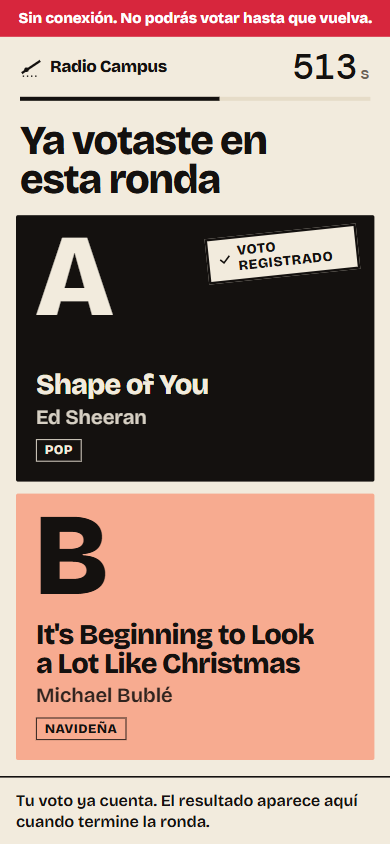 Sin conexión. No podrás votar hasta que vuelva.
Radio Campus
513 s
Ya votaste en
esta ronda
A
VOTO
REGISTRADO
Shape of You
Ed Sheeran
POP
B
It's Beginning to Look
a Lot Like Christmas
Michael Bublé
NAVIDEÑA
Tu voto ya cuenta. El resultado aparece aquí
cuando termine la ronda.